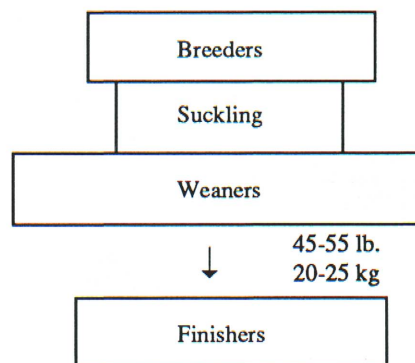 Breeders
Suckling
Weaners
45-55 lb.
20-25 kg
Finishers